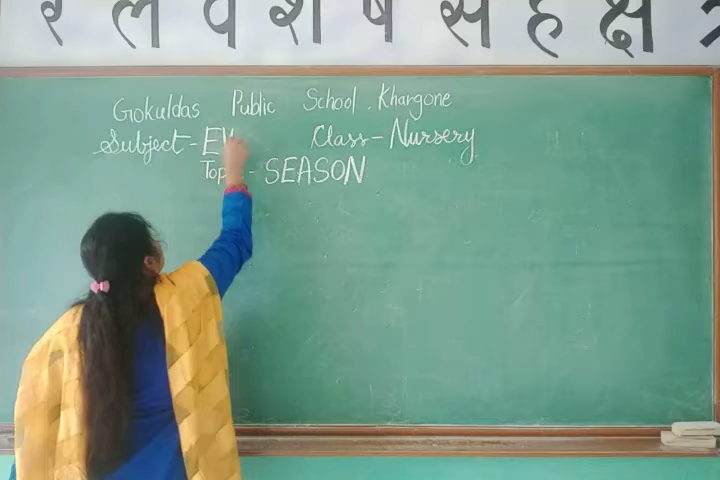 र ल व श ष स ह क्ष
Gokuldas Public School . Khargone
Subject - EV Class - Nursery
Top - SEASON